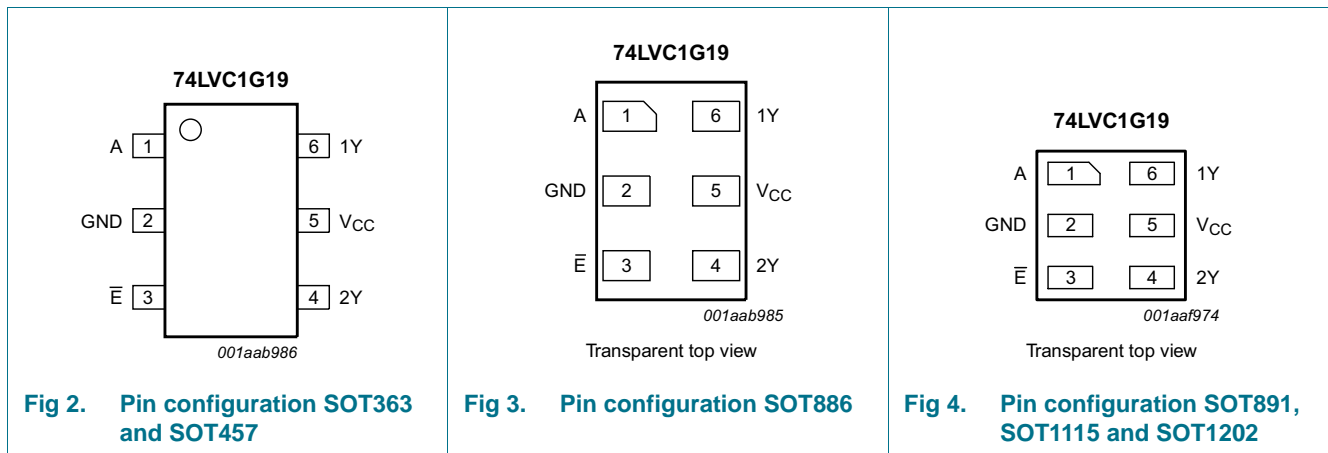 74LVC1G19
A 1 6 1Y
GND 2 5 VCC
E̅ 3 4 2Y
001aab986
Fig 2. Pin configuration SOT363
and SOT457
74LVC1G19
A 1 6 1Y
GND 2 5 VCC
E̅ 3 4 2Y
001aab985
Transparent top view
Fig 3. Pin configuration SOT886
74LVC1G19
A 1 6 1Y
GND 2 5 VCC
E̅ 3 4 2Y
001aaf974
Transparent top view
Fig 4. Pin configuration SOT891,
SOT1115 and SOT1202